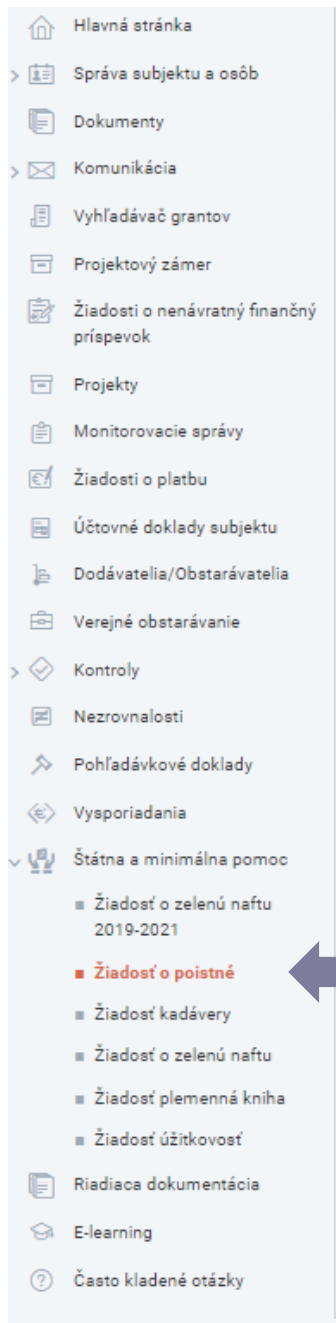 Hlavná stránka
Správa subjektu a osôb
Dokumenty
Komunikácia
Vyhľadávač grantov
Projektový zámer
Žiadosti o nenávratný finančný
príspevok
Projekty
Monitorovacie správy
Žiadosti o platbu
Účtovné doklady subjektu
Dodávatelia/Obstarávatelia
Verejné obstarávanie
Kontroly
Nezrovnalosti
Pohľadávkové doklady
Vysporiadania
Štátna a minimálna pomoc
Žiadosť o zelenú naftu
2019-2021
Žiadosť o poistné
Žiadosť kadávery
Žiadosť o zelenú naftu
Žiadosť plemenná kniha
Žiadosť úžitkovosť
Riadiaca dokumentácia
E-learning
Často kladené otázky